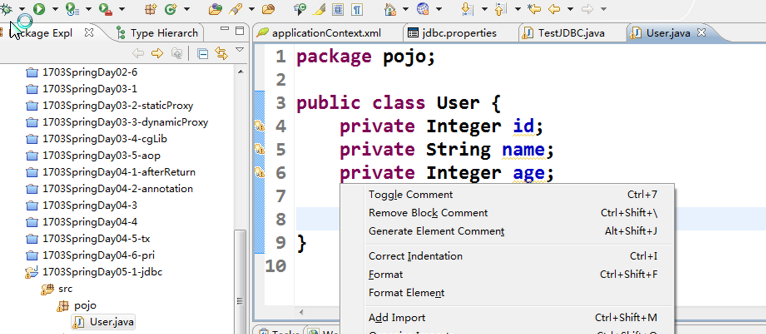 Package Expl
Type Hierarch
1703SpringDay02-6
1703SpringDay03-1
1703SpringDay03-2-staticProxy
1703SpringDay03-3-dynamicProxy
1703SpringDay03-4-cgLib
1703SpringDay03-5-aop
1703SpringDay04-1-afterReturn
1703SpringDay04-2-annotation
1703SpringDay04-3
1703SpringDay04-4
1703SpringDay04-5-tx
1703SpringDay04-6-pri
1703SpringDay05-1-jdbc
src
pojo
User.java
applicationContext.xml
jdbc.properties
TestJDBC.java
User.java
1 package pojo;
2
3 public class User {
4 private Integer id;
5 private String name;
6 private Integer age;
7
8
9 }
10
Toggle Comment Ctrl+7
Remove Block Comment Ctrl+Shift+\
Generate Element Comment Alt+Shift+J
Correct Indentation Ctrl+I
Format Ctrl+Shift+F
Format Element
Add Import Ctrl+Shift+M